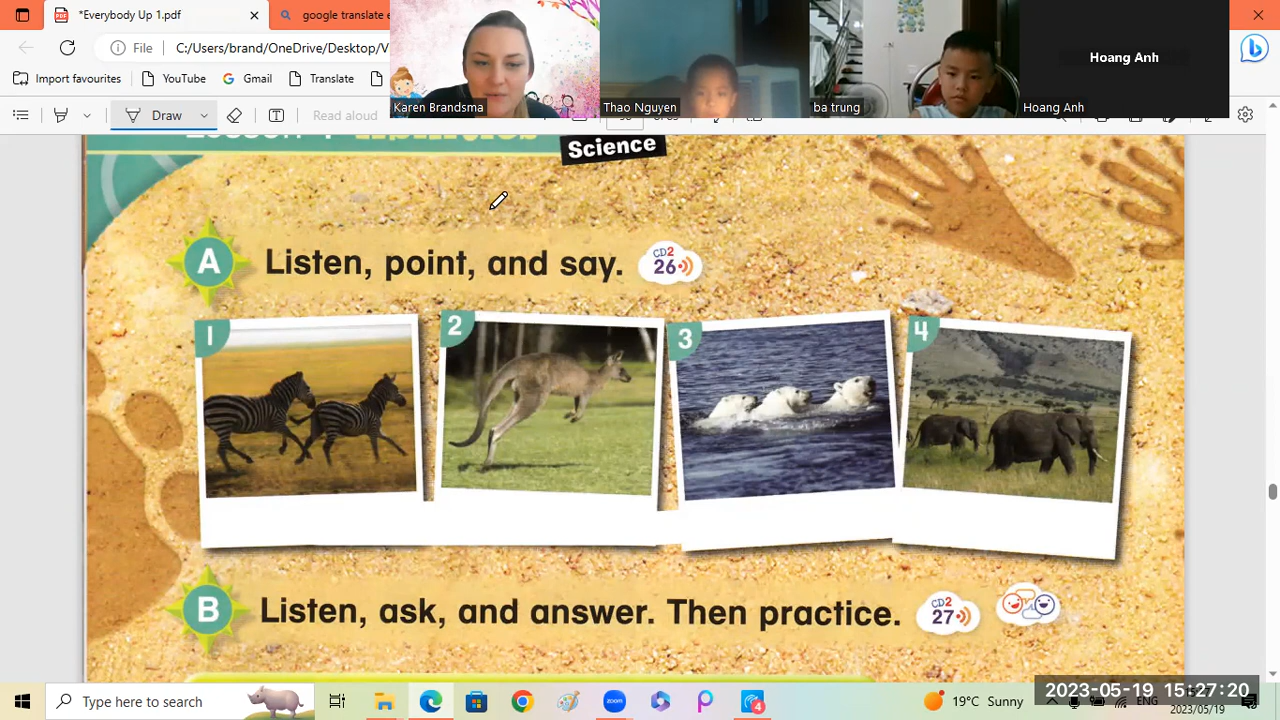 *Everybody Up 1.pdf
google translate e
File
C:/Users/brand/OneDrive/Desktop/V
Import favourites
YouTube
Gmail
Translate
Draw
Read aloud
Karen Brandsma
Thao Nguyen
ba trung
Hoang Anh
Hoang Anh
Science
A
Listen, point, and say.
CD2
26
1
2
3
4
B
Listen, ask, and answer. Then practice.
CD2
27
Type here to search
zoom
4
19°C Sunny
ENG
2023-05-19 15:27:20
2023/05/19